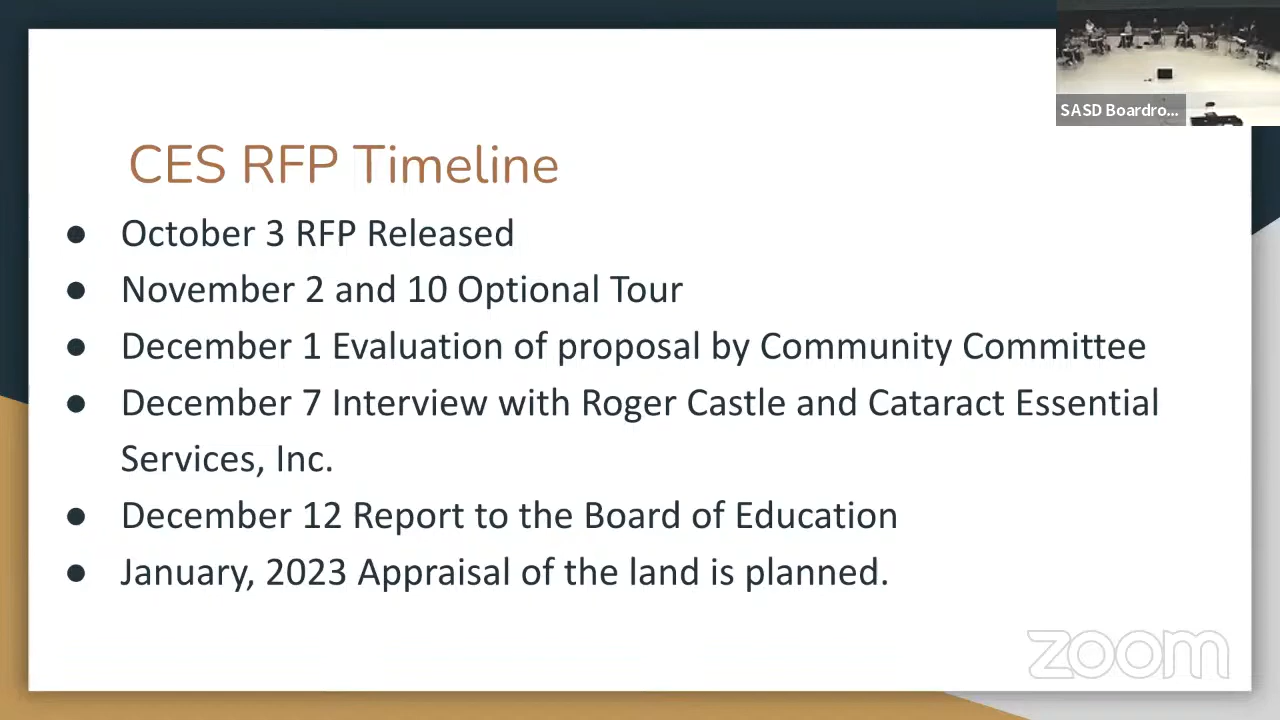 SASD Boardro...
CES RFP Timeline
● October 3 RFP Released
● November 2 and 10 Optional Tour
● December 1 Evaluation of proposal by Community Committee
● December 7 Interview with Roger Castle and Cataract Essential
Services, Inc.
● December 12 Report to the Board of Education
● January, 2023 Appraisal of the land is planned.
zoom